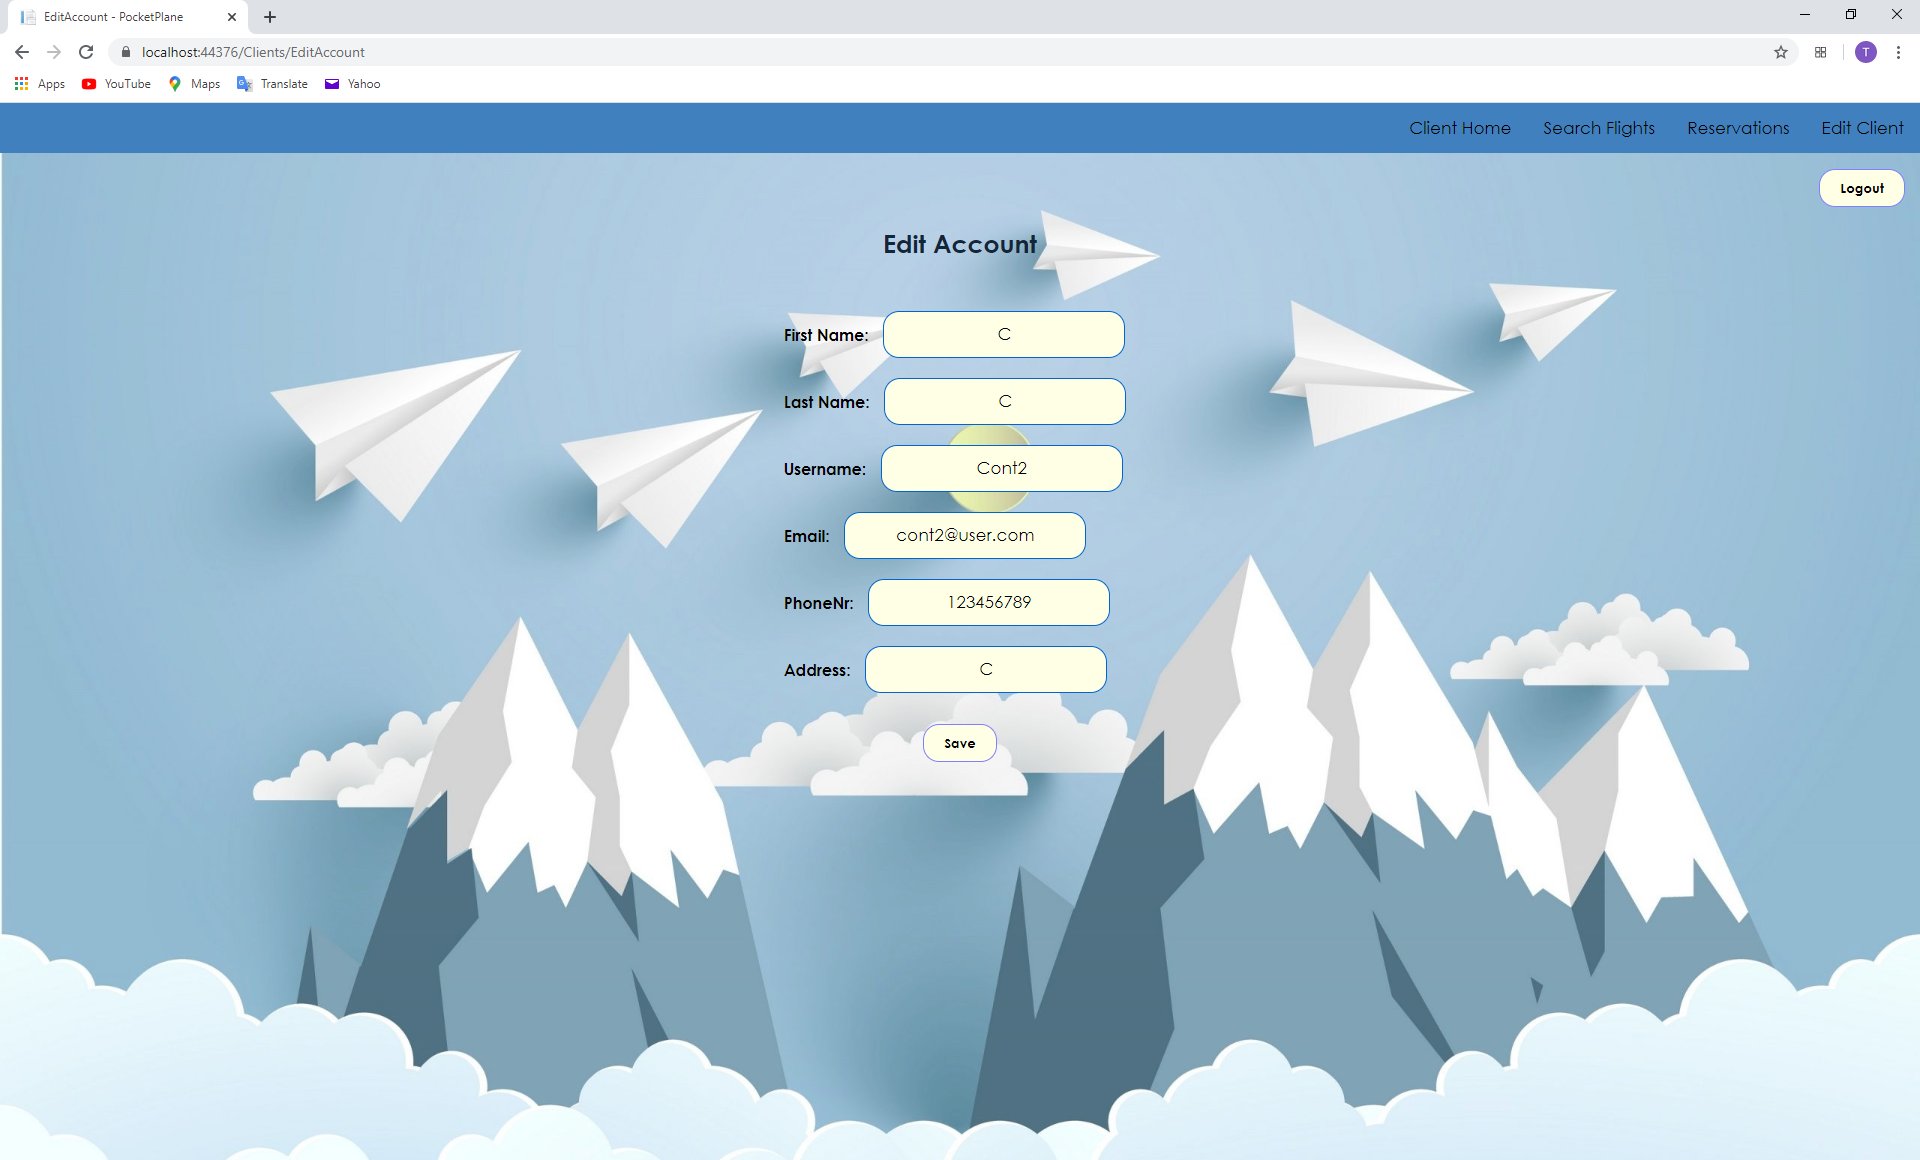 EditAccount - PocketPlane
localhost:44376/Clients/EditAccount
T
Apps YouTube Maps Translate Yahoo
Client Home Search Flights Reservations Edit Client
Logout
Edit Account
First Name: C
Last Name: C
Username: Cont2
Email: cont2@user.com
PhoneNr: 123456789
Address: C
Save